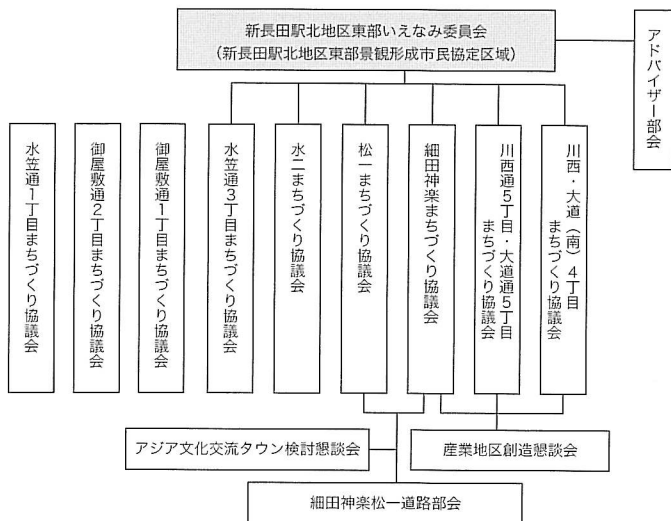 新長田駅北地区東部いえなみ委員会
（新長田駅北地区東部景観形成市民協定区域）
アドバイザー部会
水笠通1丁目まちづくり協議会
御屋敷通2丁目まちづくり協議会
御屋敷通1丁目まちづくり協議会
水笠通3丁目まちづくり協議会
水二まちづくり協議会
松一まちづくり協議会
細田神楽まちづくり協議会
川西通5丁目・大道通5丁目
まちづくり協議会
川西・大道（南）4丁目
まちづくり協議会
アジア文化交流タウン検討懇談会
産業地区創造懇談会
細田神楽松一道路部会